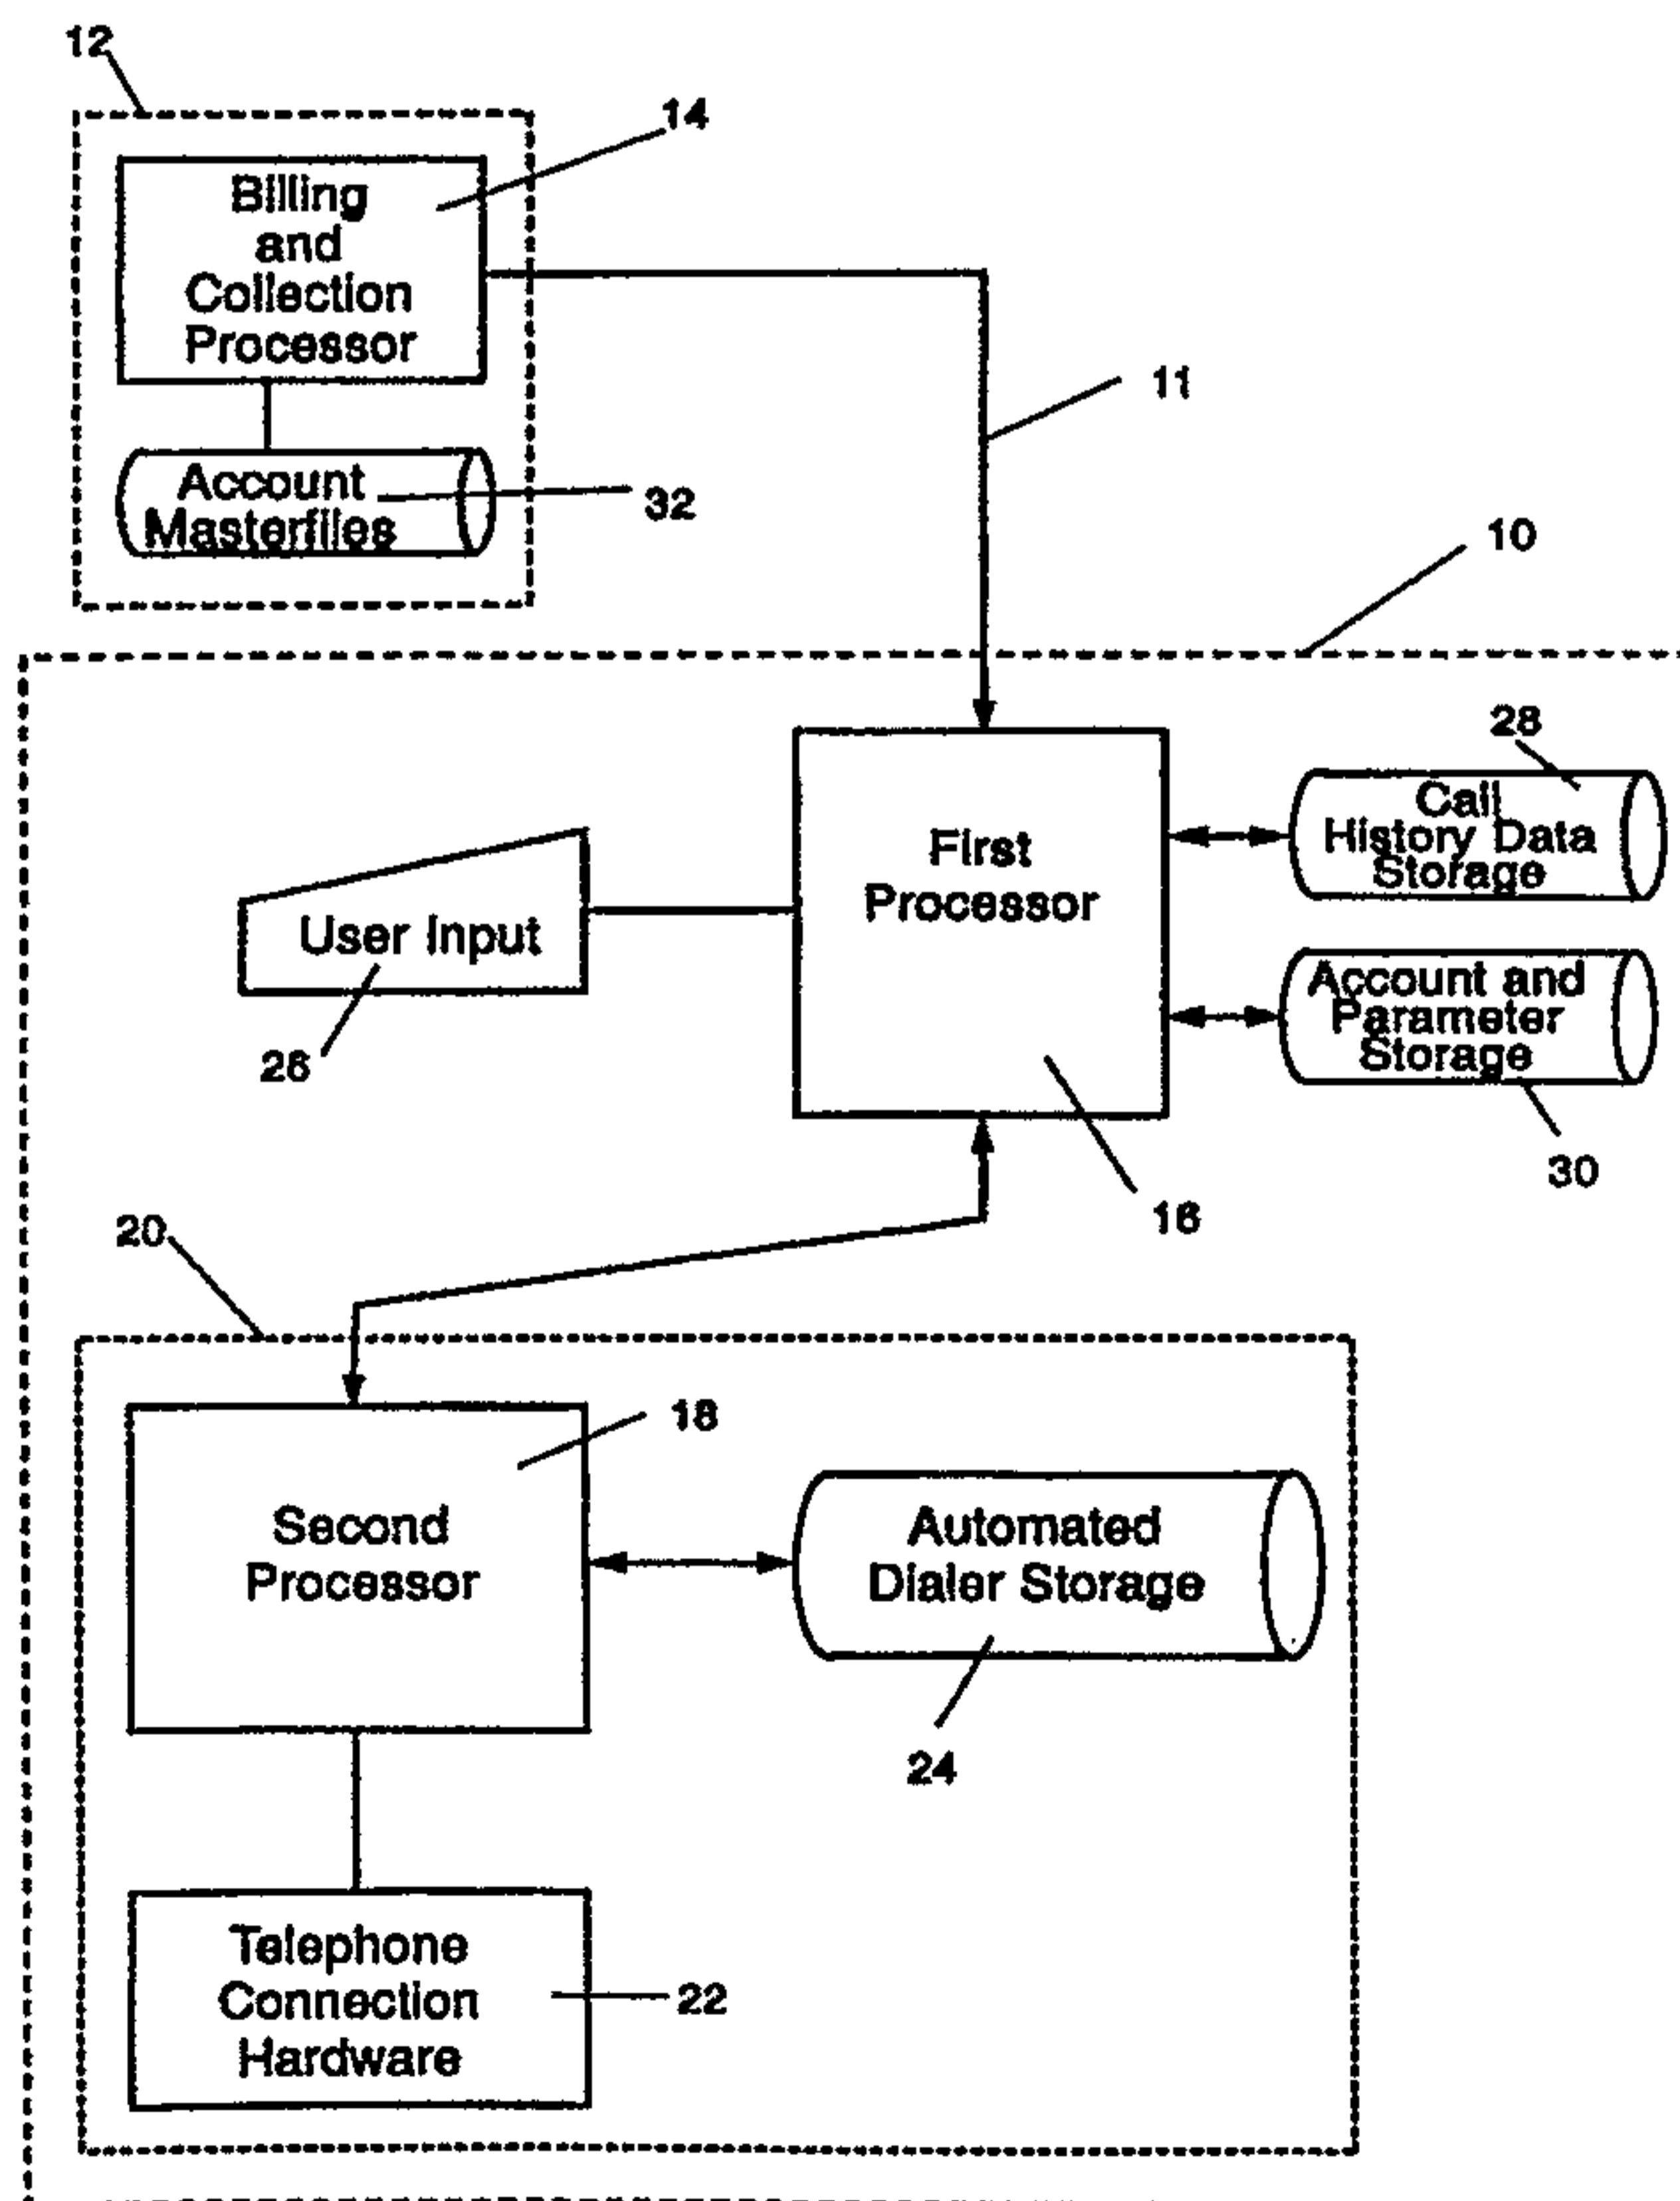 12
14
Billing
and
Collection
Processor
11
Account
Masterfiles
32
10
28
Call
History Data
Storage
First
Processor
User Input
Account and
Parameter
Storage
26
30
16
20
18
Second
Processor
Automated
Dialer Storage
24
Telephone
Connection
Hardware
22